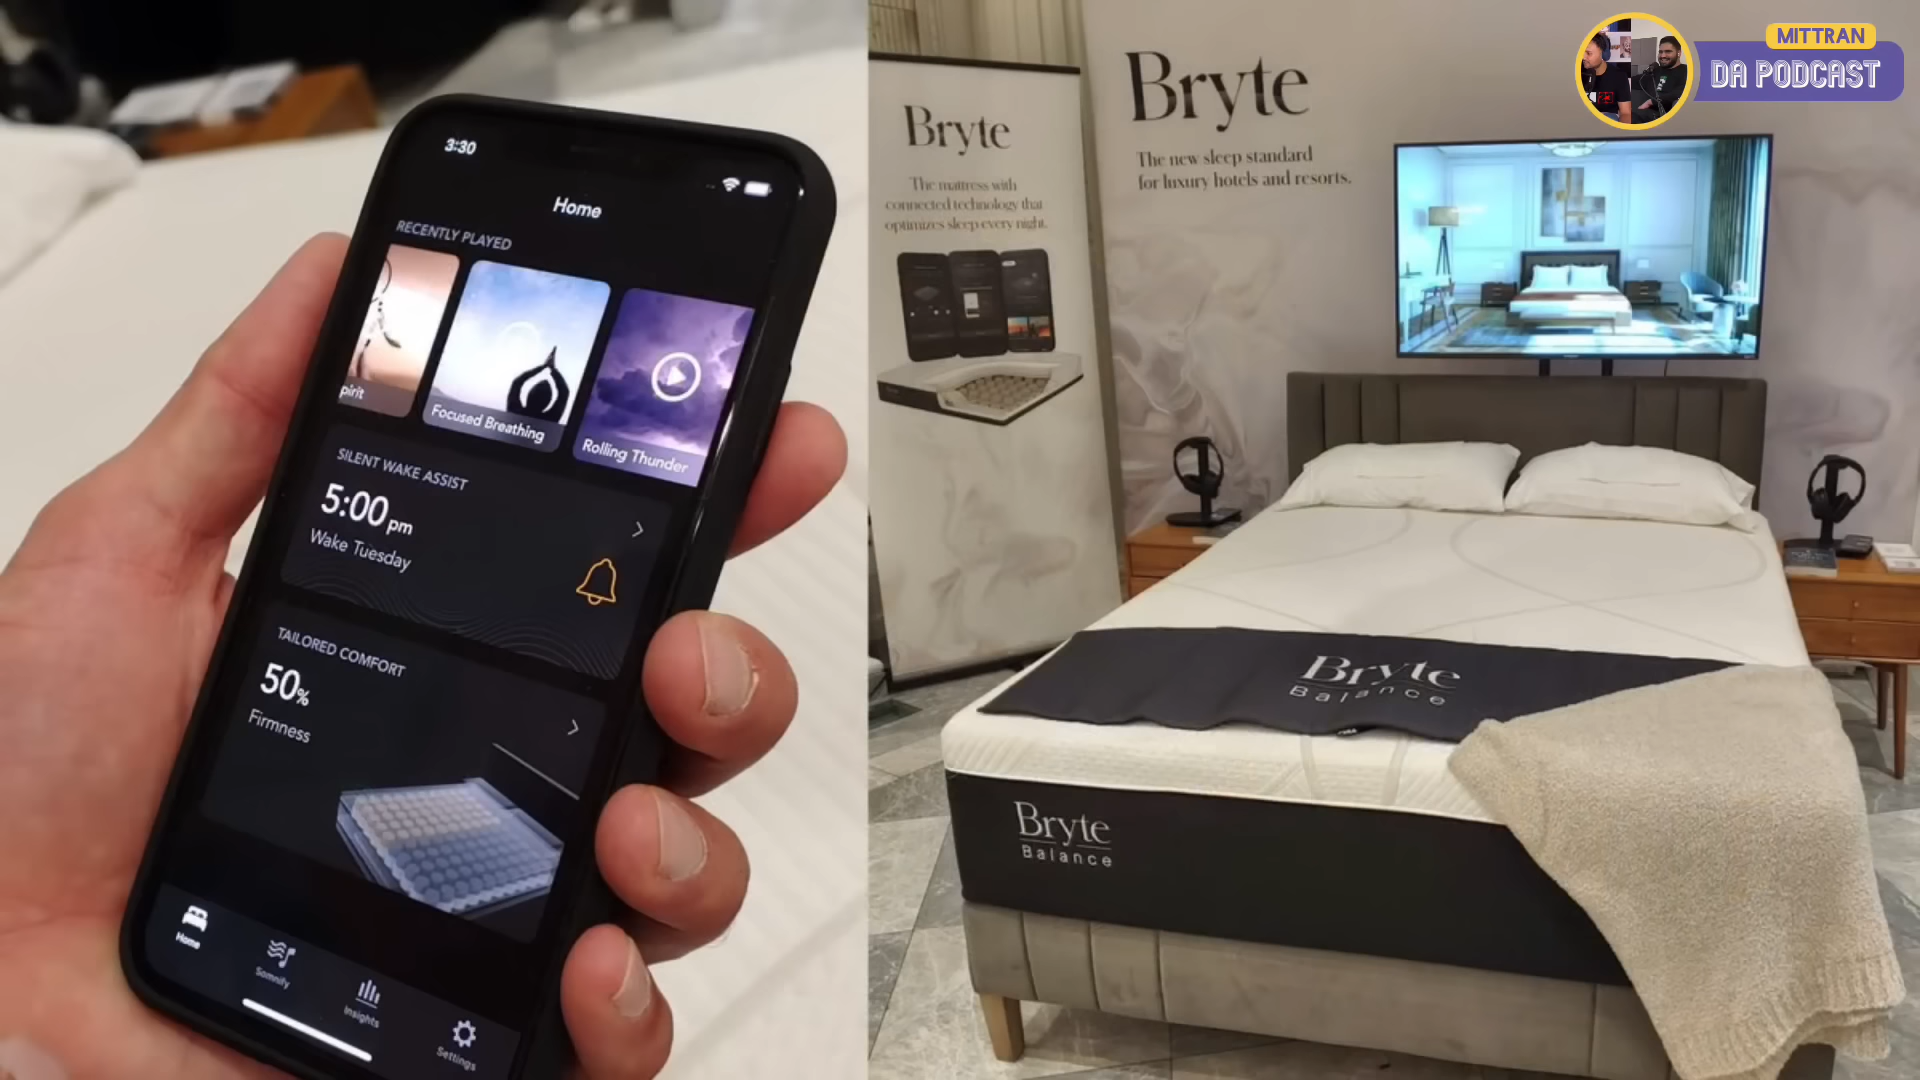 3:30
Home
RECENTLY PLAYED
pirit
Focused Breathing
Rolling Thunder
SILENT WAKE ASSIST
5:00 pm
Wake Tuesday
TAILORED COMFORT
50%
Firmness
Home
Somnify
Insights
Settings
Bryte
The mattress with
connected technology that
optimizes sleep every night.
Bryte
The new sleep standard
for luxury hotels and resorts.
MITTRAN
DA PODCAST
Bryte
Balance
Bryte
Balance